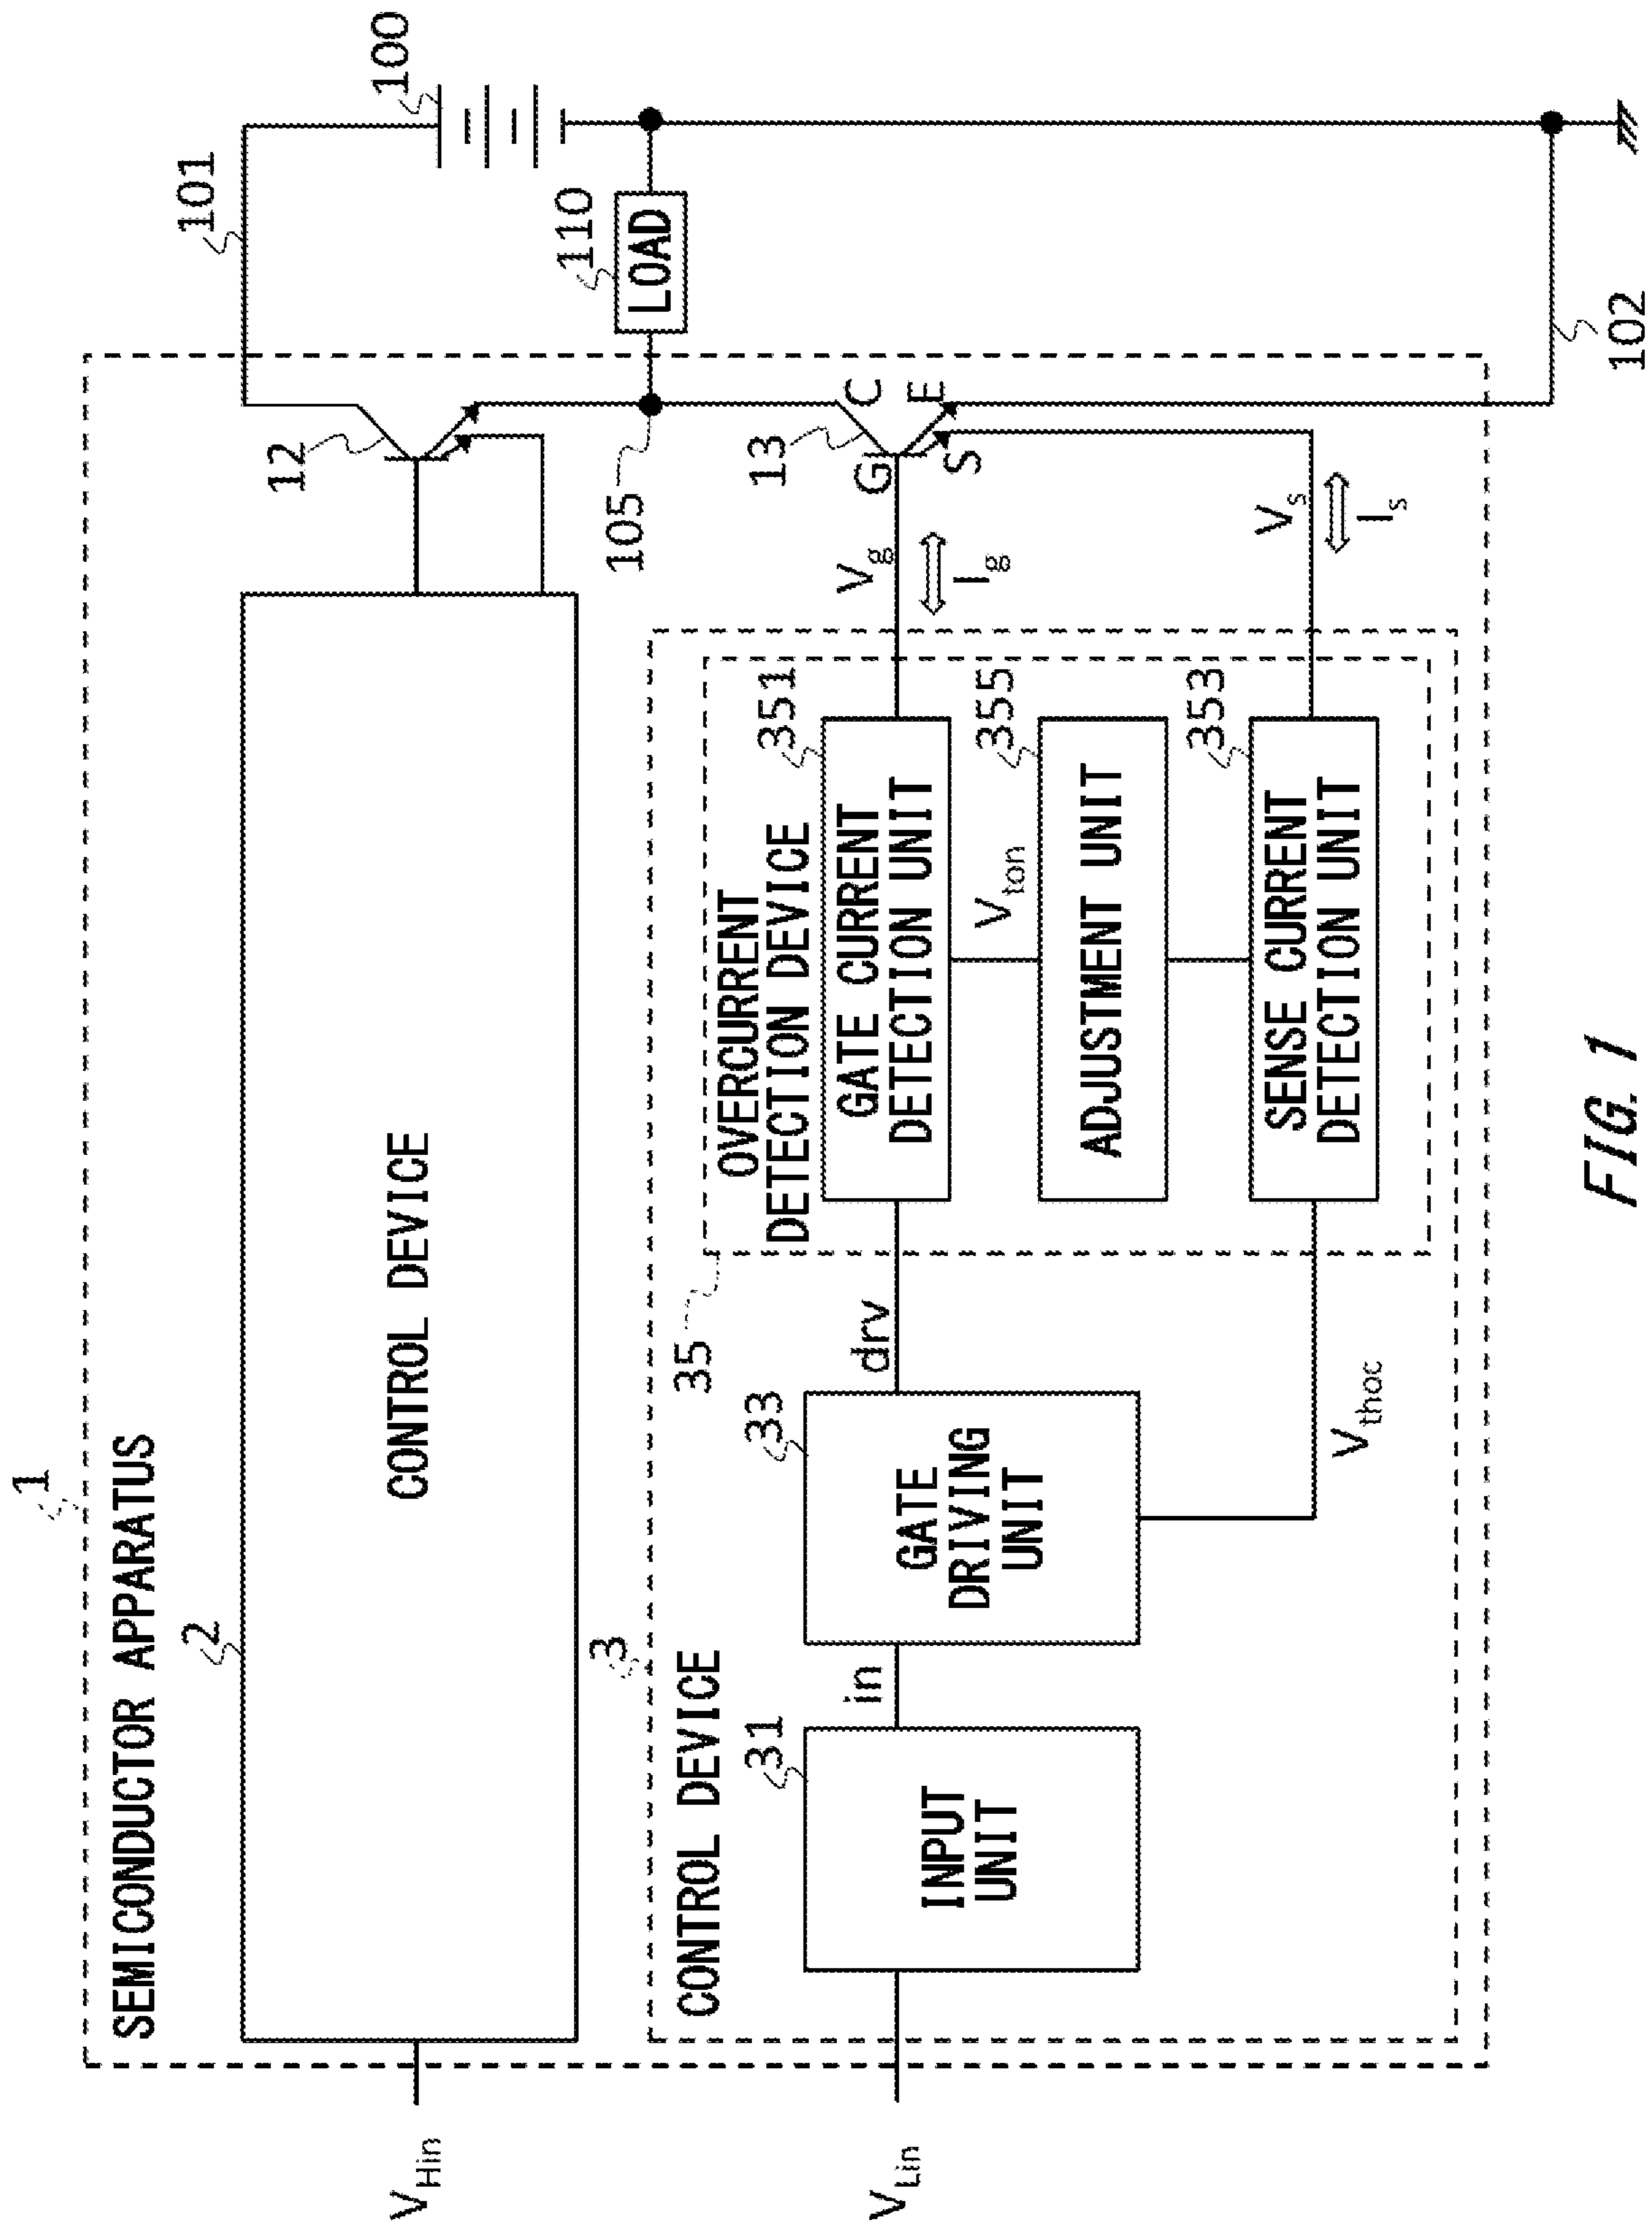 1
SEMICONDUCTOR APPARATUS
2
CONTROL DEVICE
V_Hin
12
101
100
110
LOAD
105
3
CONTROL DEVICE
35
OVERCURRENT
DETECTION DEVICE
31
INPUT
UNIT
V_Lin
in
33
GATE
DRIVING
UNIT
drv
351
GATE CURRENT
DETECTION UNIT
V_g
I_g
13
G
C
E
S
V_ton
355
ADJUSTMENT UNIT
353
SENSE CURRENT
DETECTION UNIT
V_s
I_s
V_thoc
102
FIG. 1